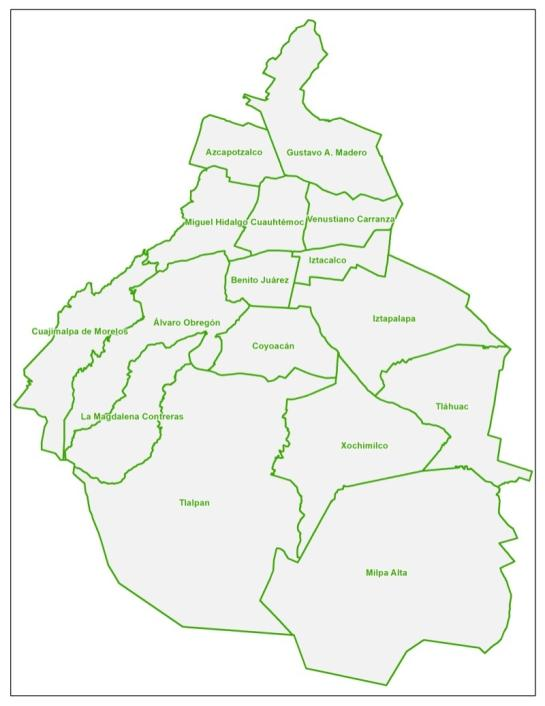 Azcapotzalco
Gustavo A. Madero
Miguel Hidalgo
Cuauhtémoc
Venustiano Carranza
Iztacalco
Benito Juárez
Cuajimalpa de Morelos
Álvaro Obregón
Iztapalapa
Coyoacán
Tláhuac
La Magdalena Contreras
Xochimilco
Tlalpan
Milpa Alta